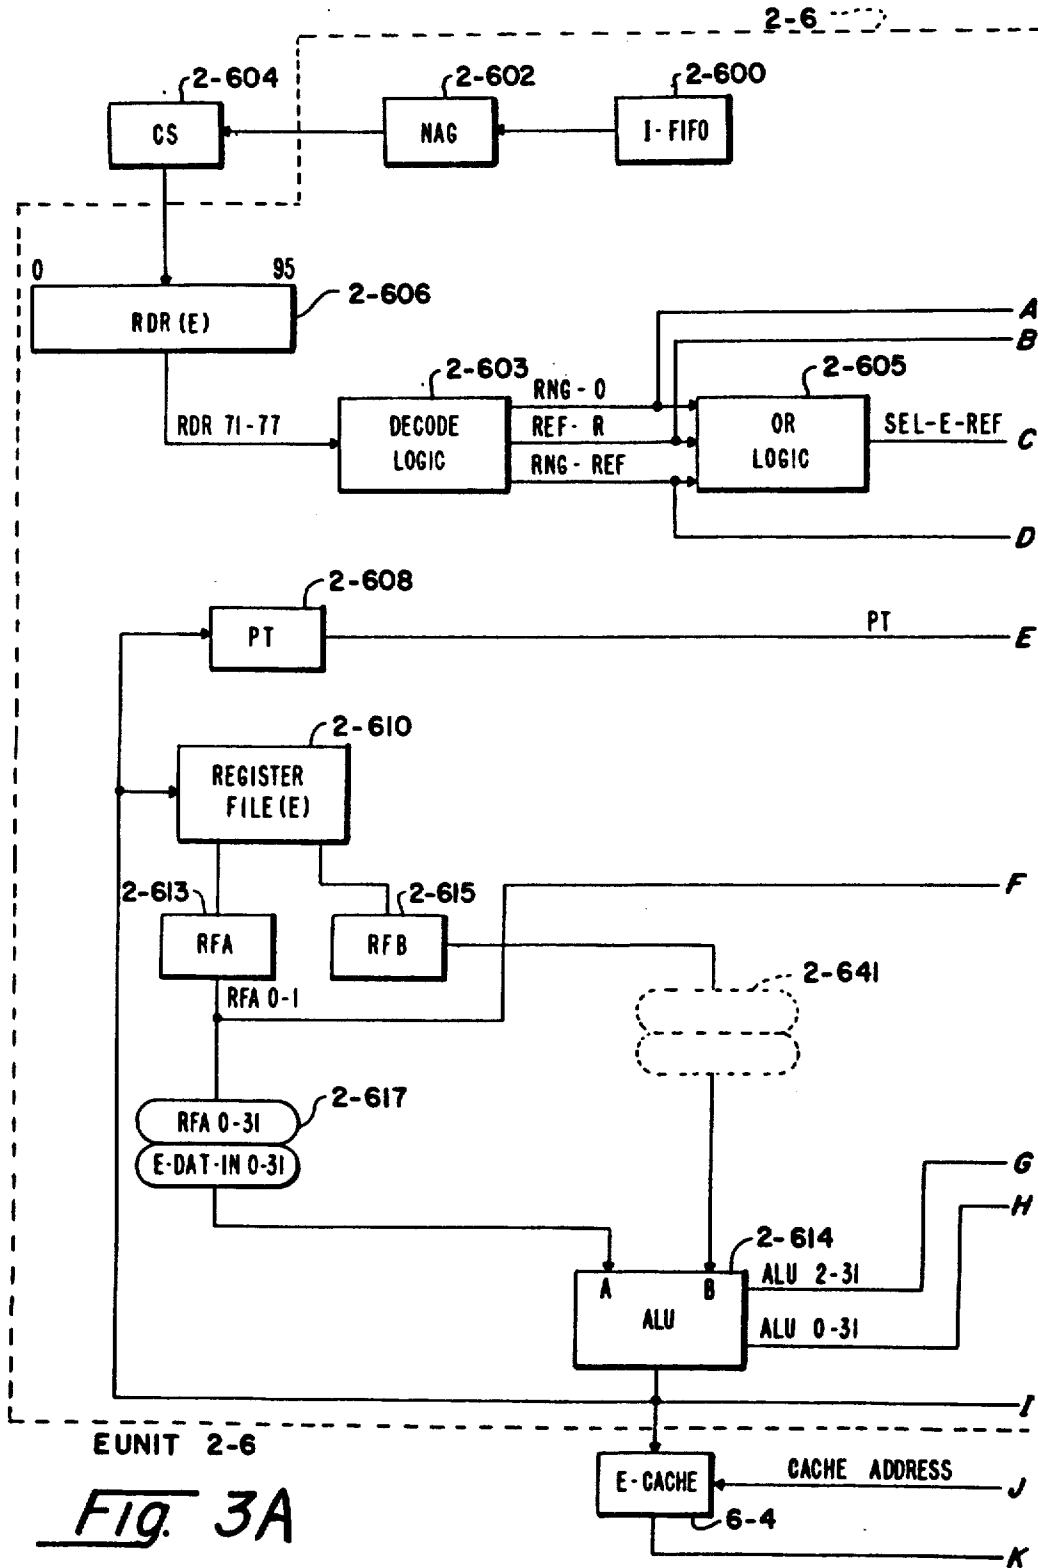 2-6
2-604
2-602
2-600
CS
NAG
I-FIFO
0
95
2-606
RDR (E)
A
B
2-603
2-605
RNG-0
RDR 71-77
DECODE
LOGIC
REF-R
OR
LOGIC
SEL-E-REF
C
RNG-REF
D
2-608
PT
PT
E
2-610
REGISTER
FILE (E)
2-613
2-615
F
RFA
RFB
2-641
RFA 0-1
2-617
RFA 0-31
E-DAT-IN 0-31
G
H
2-614
A
B
ALU 2-31
ALU
ALU 0-31
I
EUNIT 2-6
E-CACHE
CACHE ADDRESS
J
6-4
Fig. 3A
K